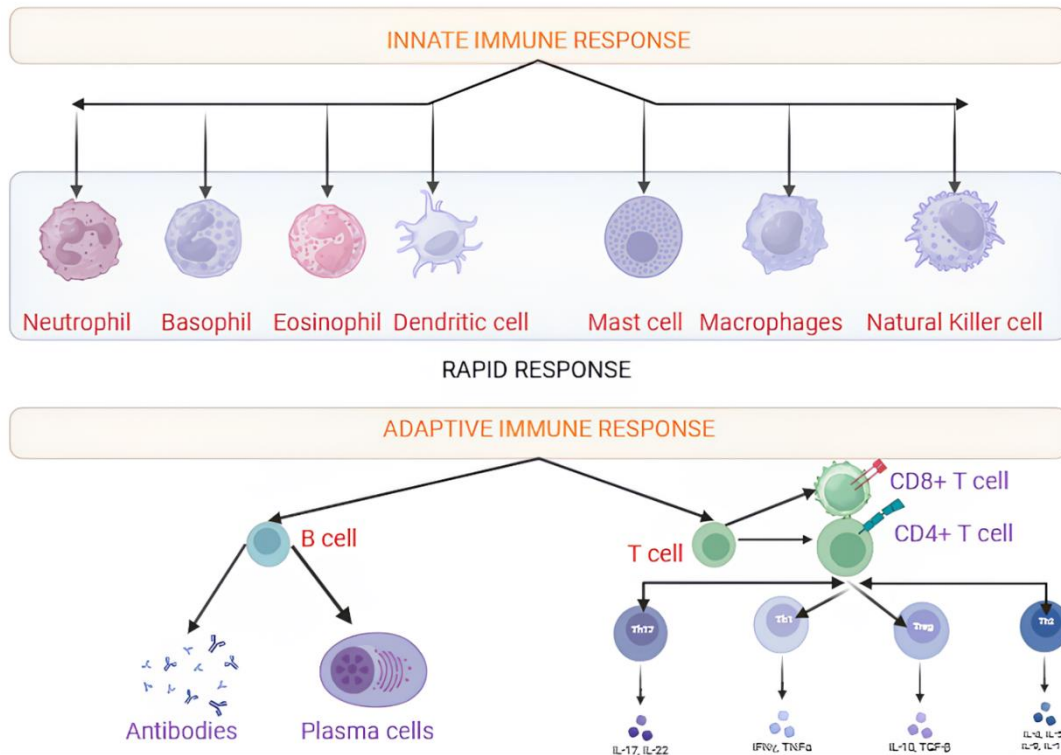 INNATE IMMUNE RESPONSE
Neutrophil
Basophil
Eosinophil
Dendritic cell
Mast cell
Macrophages
Natural Killer cell
RAPID RESPONSE
ADAPTIVE IMMUNE RESPONSE
B cell
T cell
CD8+ T cell
CD4+ T cell
Antibodies
Plasma cells
Th17
Th1
Treg
Th2
IL-17, IL-22
IFNγ, TNFα
IL-10, TGF-β